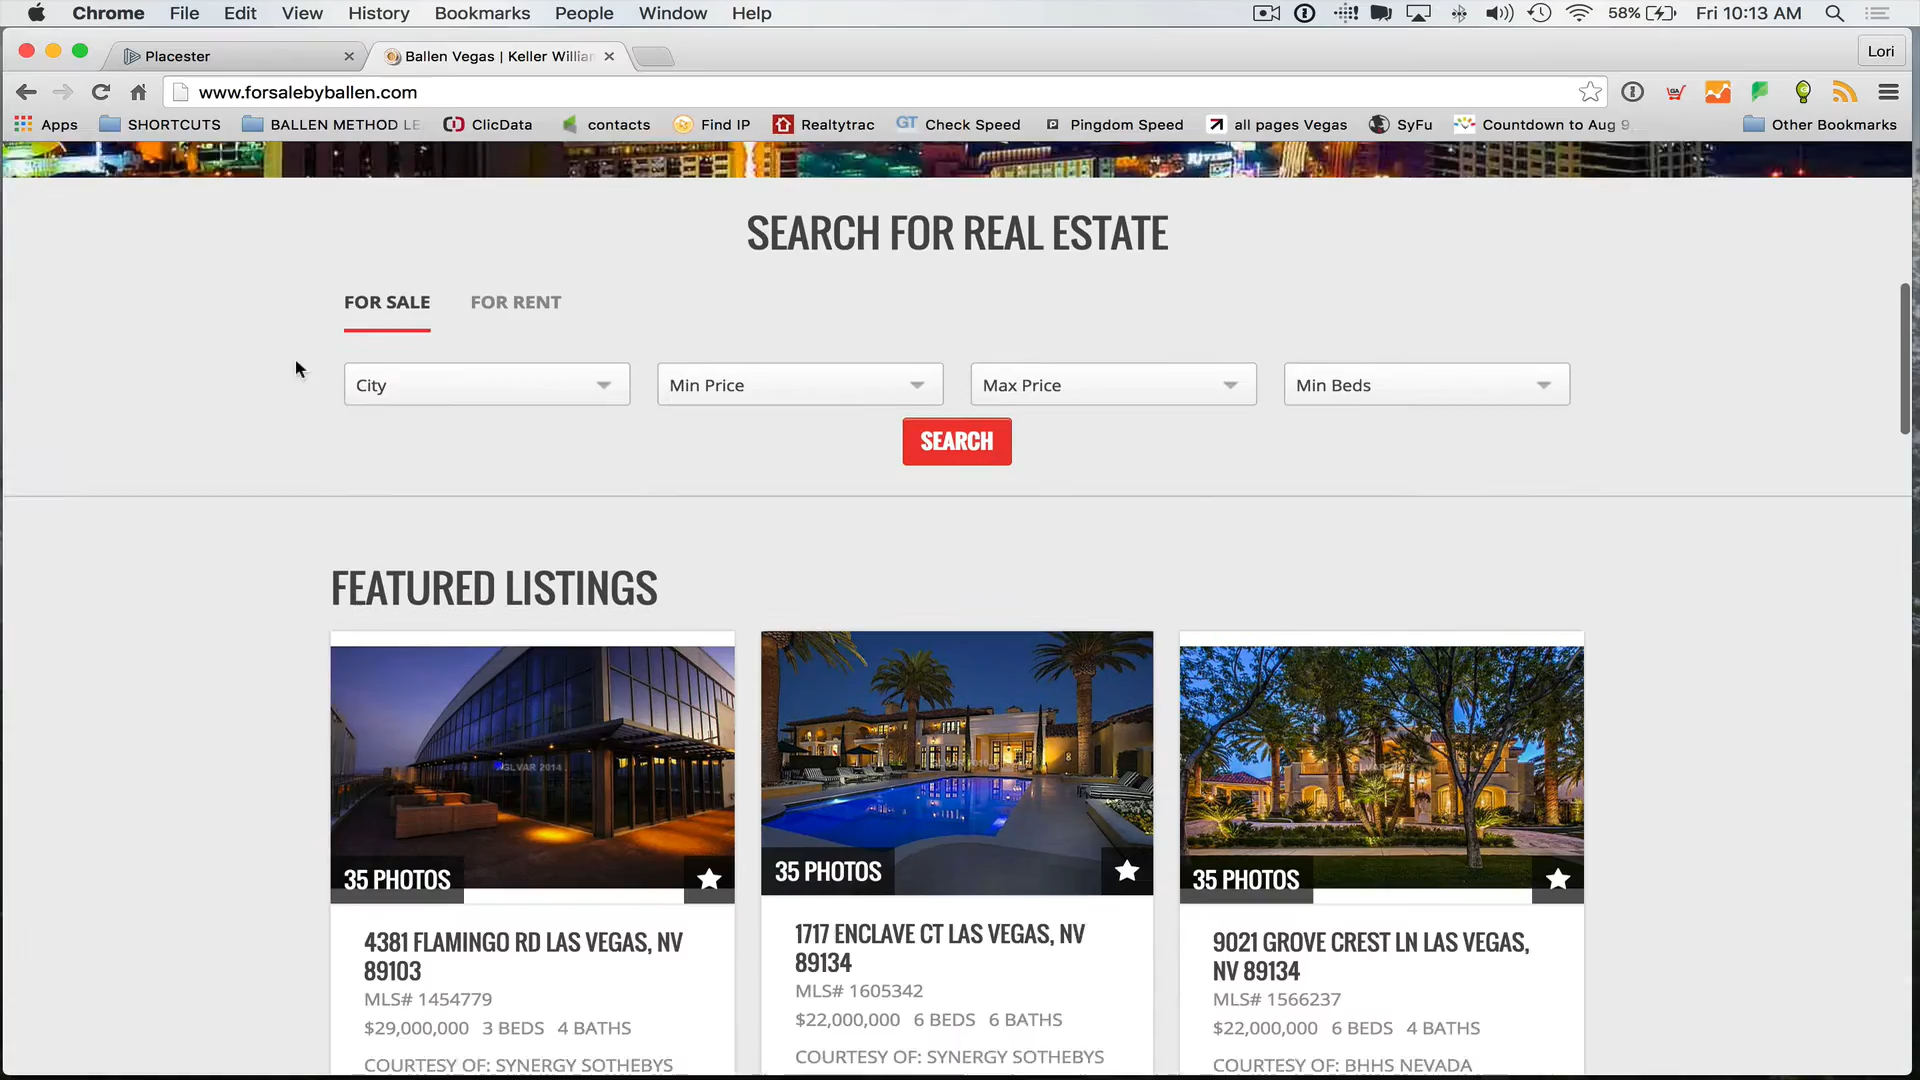 Chrome File Edit View History Bookmarks People Window Help 58% Fri 10:13 AM
Placester Ballen Vegas | Keller Willian Lori
www.forsalebyballen.com
Apps SHORTCUTS BALLEN METHOD LE ClicData contacts Find IP Realtytrac GT Check Speed Pingdom Speed all pages Vegas SyFu Countdown to Aug 9 Other Bookmarks
SEARCH FOR REAL ESTATE
FOR SALE FOR RENT
City Min Price Max Price Min Beds
SEARCH
FEATURED LISTINGS
GLVAR 2014
35 PHOTOS 35 PHOTOS 35 PHOTOS
4381 FLAMINGO RD LAS VEGAS, NV
89103
MLS# 1454779
$29,000,000 3 BEDS 4 BATHS
COURTESY OF: SYNERGY SOTHEBYS
1717 ENCLAVE CT LAS VEGAS, NV
89134
MLS# 1605342
$22,000,000 6 BEDS 6 BATHS
COURTESY OF: SYNERGY SOTHEBYS
9021 GROVE CREST LN LAS VEGAS,
NV 89134
MLS# 1566237
$22,000,000 6 BEDS 4 BATHS
COURTESY OF: BHHS NEVADA